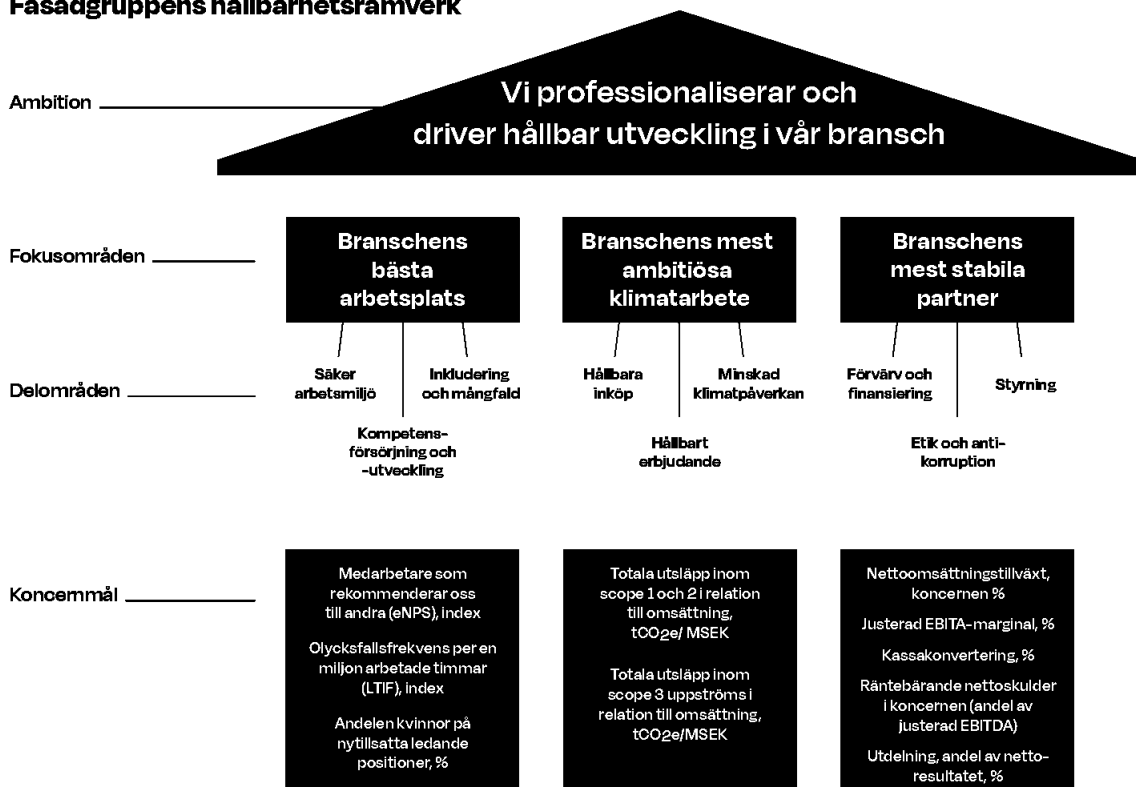 Fasadgruppens hållbarhetsramverk
Ambition
Vi professionaliserar och
driver hållbar utveckling i vår bransch
Fokusområden
Branschens
bästa
arbetsplats
Branschens mest
ambitiösa
klimatarbete
Branschens
mest stabila
partner
Delområden
Säker
arbetsmiljö
Kompetens-
försörjning och
-utveckling
Inkludering
och mångfald
Hållbara
inköp
Hållbart
erbjudande
Minskad
klimatpåverkan
Förvärv och
finansiering
Etik och anti-
korruption
Styrning
Koncernmål
Medarbetare som
rekommenderar oss
till andra (eNPS), index
Olycksfallsfrekvens per en
miljon arbetade timmar
(LTIF), index
Andelen kvinnor på
nytillsatta ledande
positioner, %
Totala utsläpp inom
scope 1 och 2 i relation
till omsättning,
tCO2e/ MSEK
Totala utsläpp inom
scope 3 uppströms i
relation till omsättning,
tCO2e/MSEK
Nettoomsättningstillväxt,
koncernen %
Justerad EBITA-marginal, %
Kassakonvertering, %
Räntebärande nettoskulder
i koncernen (andel av
justerad EBITDA)
Utdelning, andel av netto-
resultatet, %